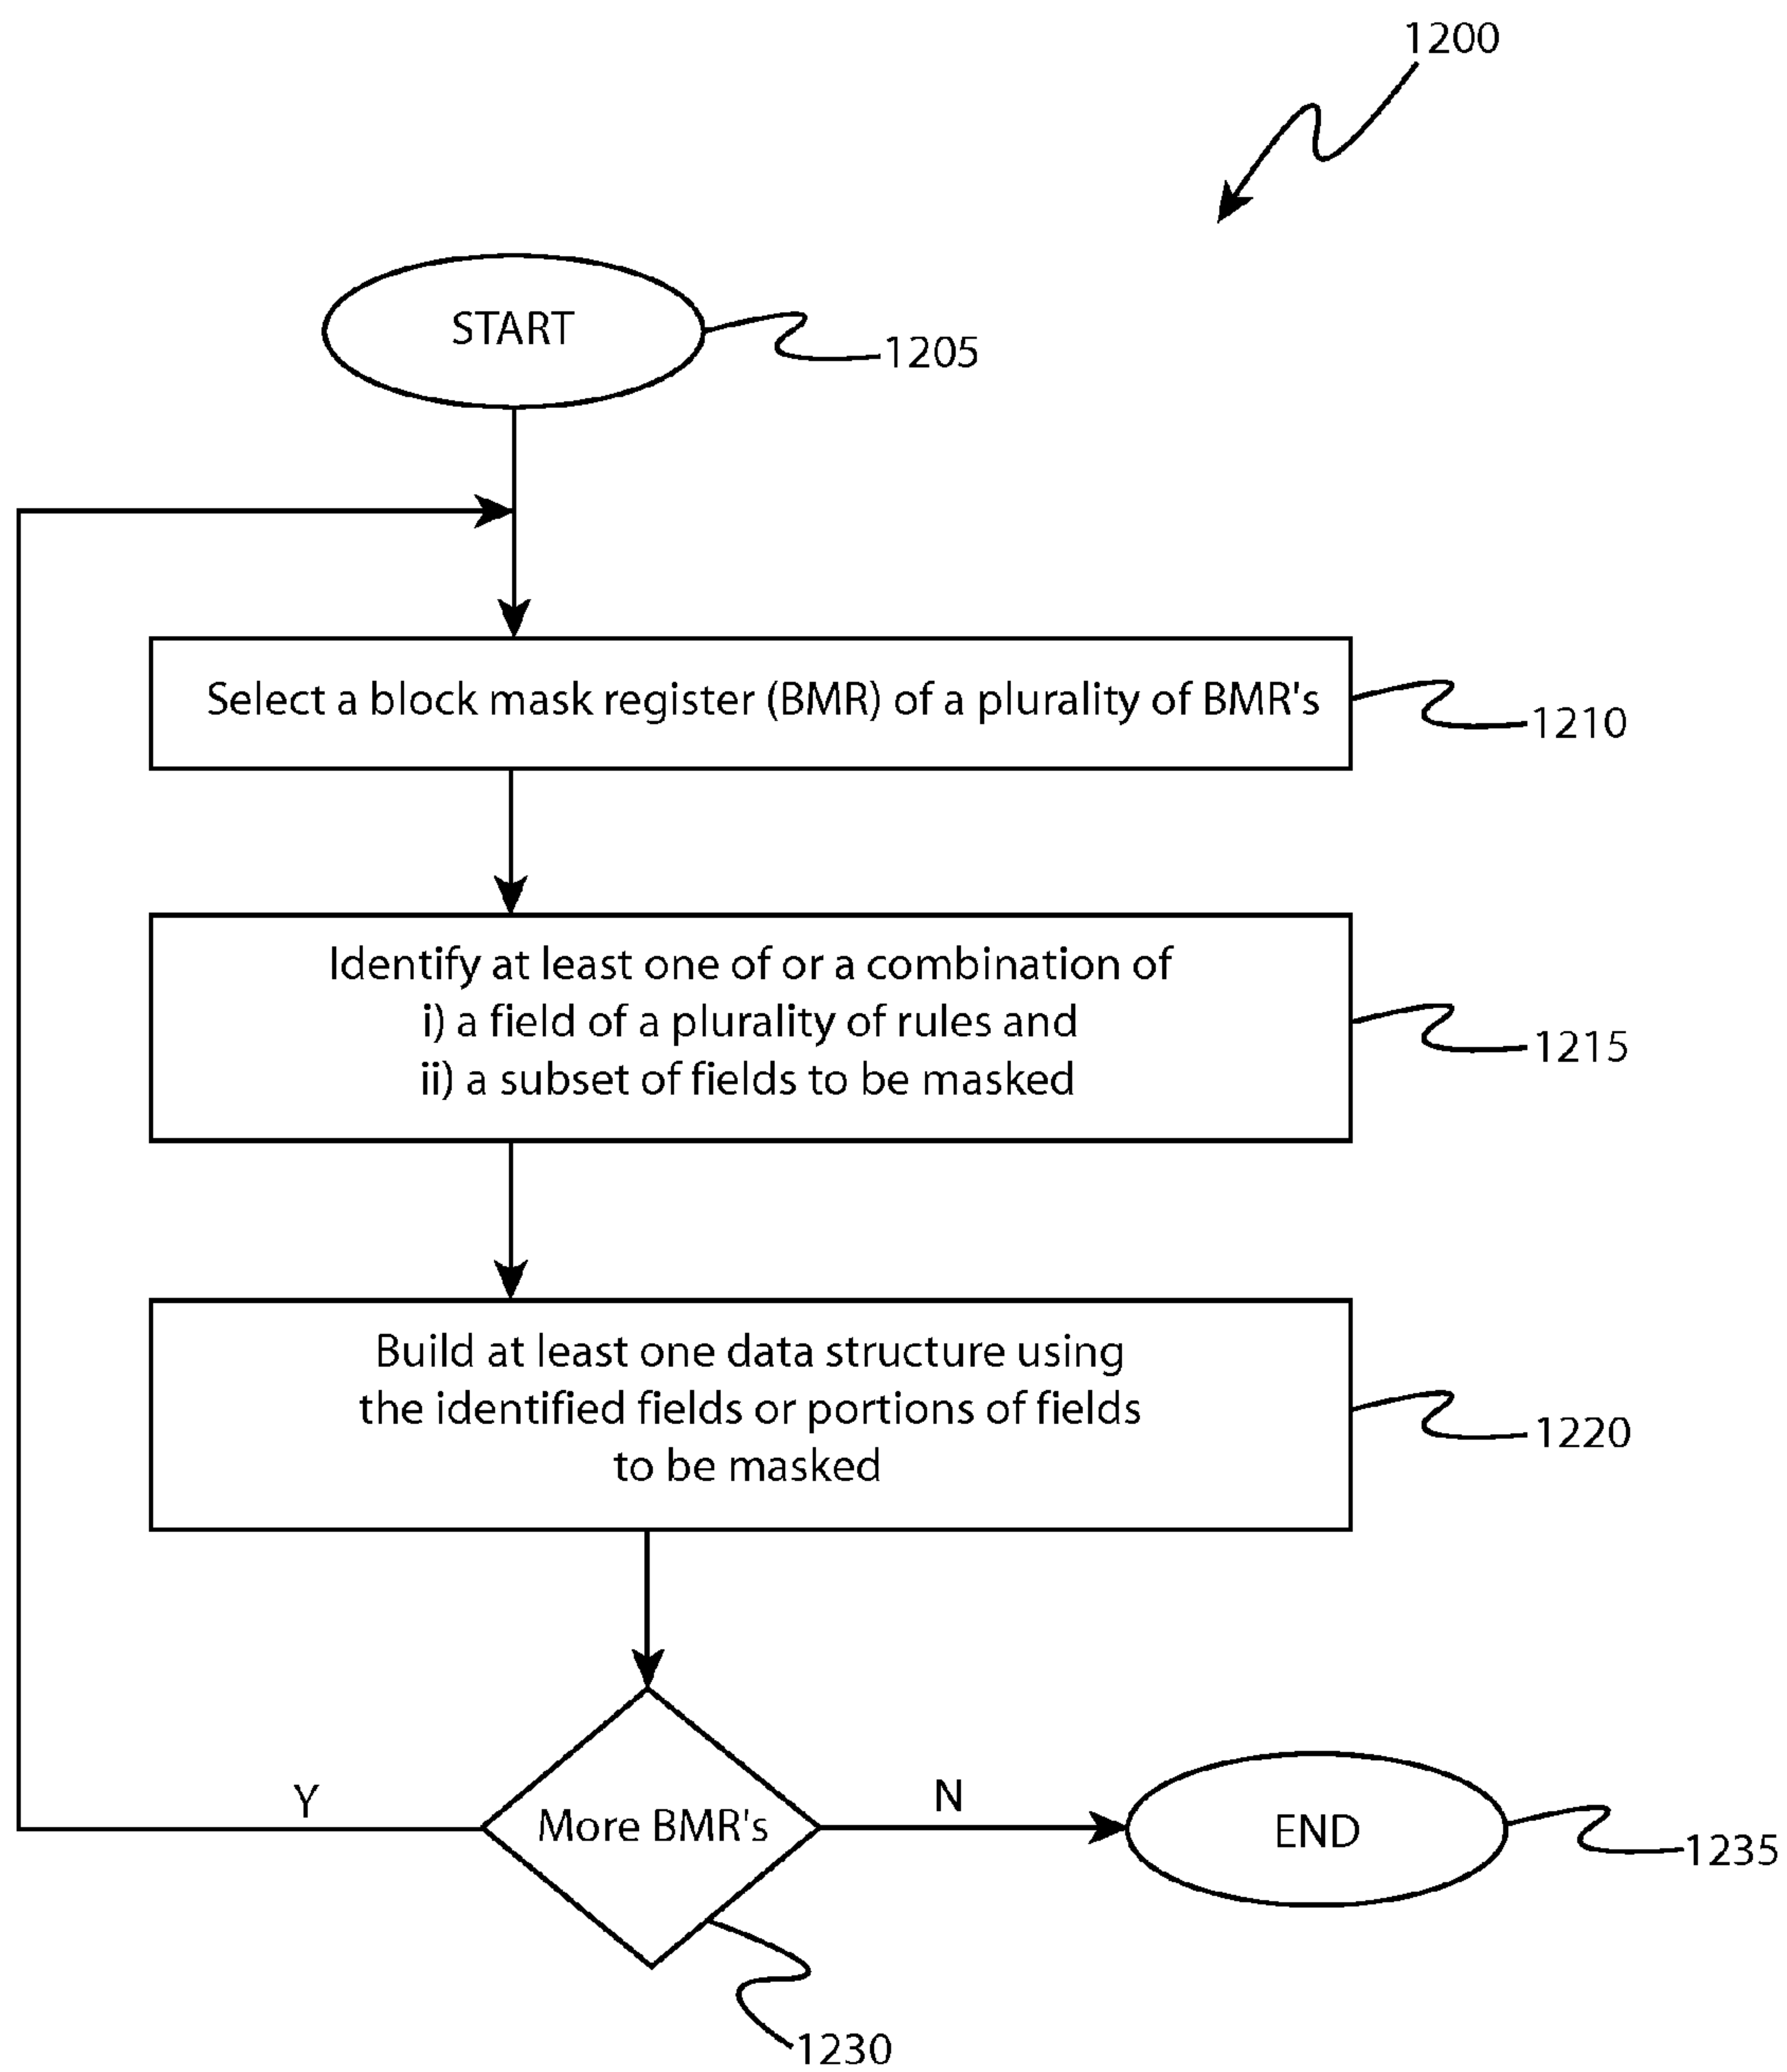 1200
START
1205
Select a block mask register (BMR) of a plurality of BMR's
1210
Identify at least one of or a combination of
i) a field of a plurality of rules and
ii) a subset of fields to be masked
1215
Build at least one data structure using
the identified fields or portions of fields
to be masked
1220
Y
More BMR's
N
END
1235
1230